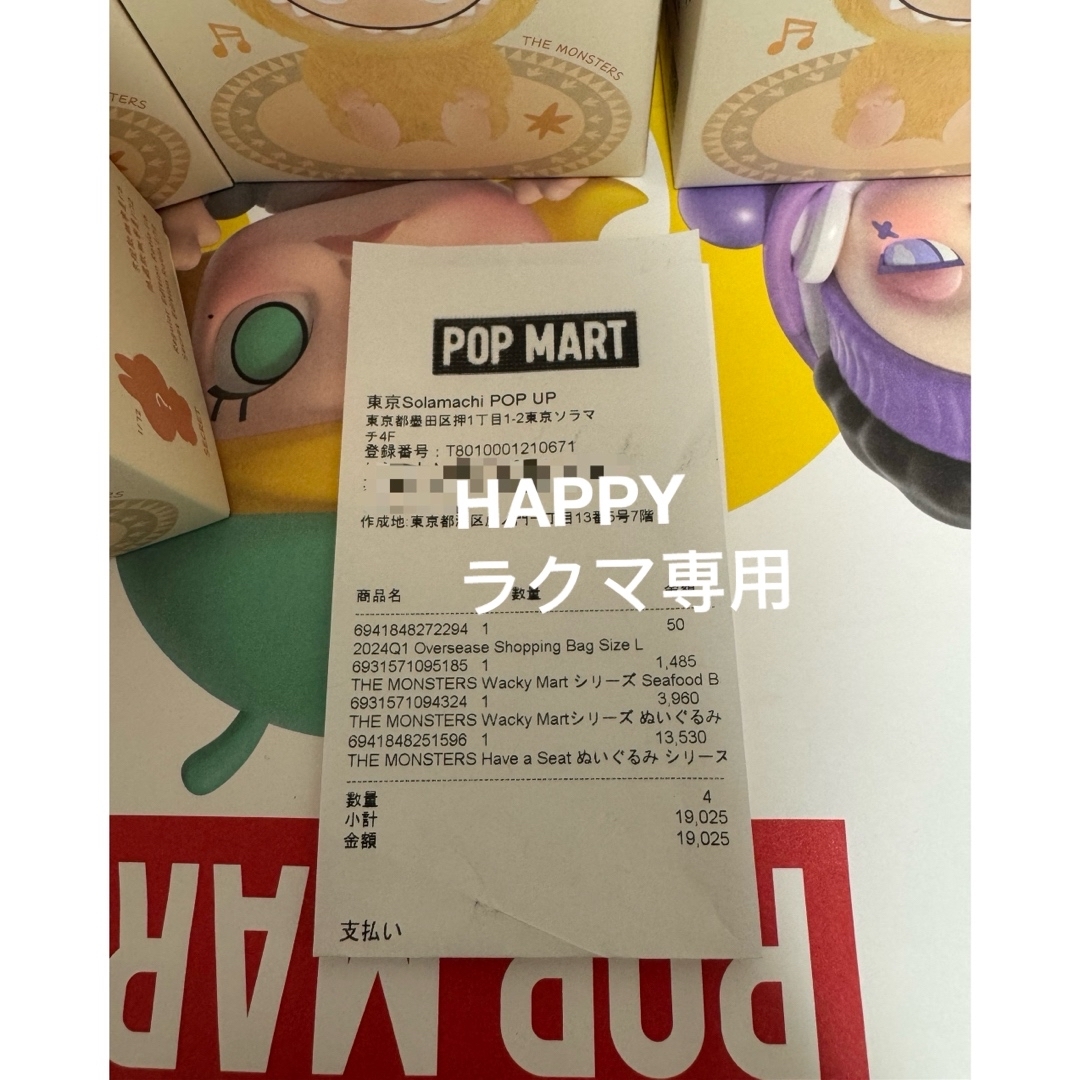 THE MONSTERS
TERS
1/12
SECRET
POP MART
東京Solamachi POP UP
東京都墨田区押1丁目1-2東京ソラマ
チ4F
登録番号：T8010001210671
作成地:東京都
丁目13番5号7階
HAPPY
ラクマ専用
商品名 数量
6941848272294 1 50
2024Q1 Oversease Shopping Bag Size L
6931571095185 1 1,485
THE MONSTERS Wacky Mart シリーズ Seafood B
6931571094324 1 3,960
THE MONSTERS Wacky Martシリーズ ぬいぐるみ
6941848251596 1 13,530
THE MONSTERS Have a Seat ぬいぐるみ シリーズ
数量 4
小計 19,025
金額 19,025
支払い
POP MAR